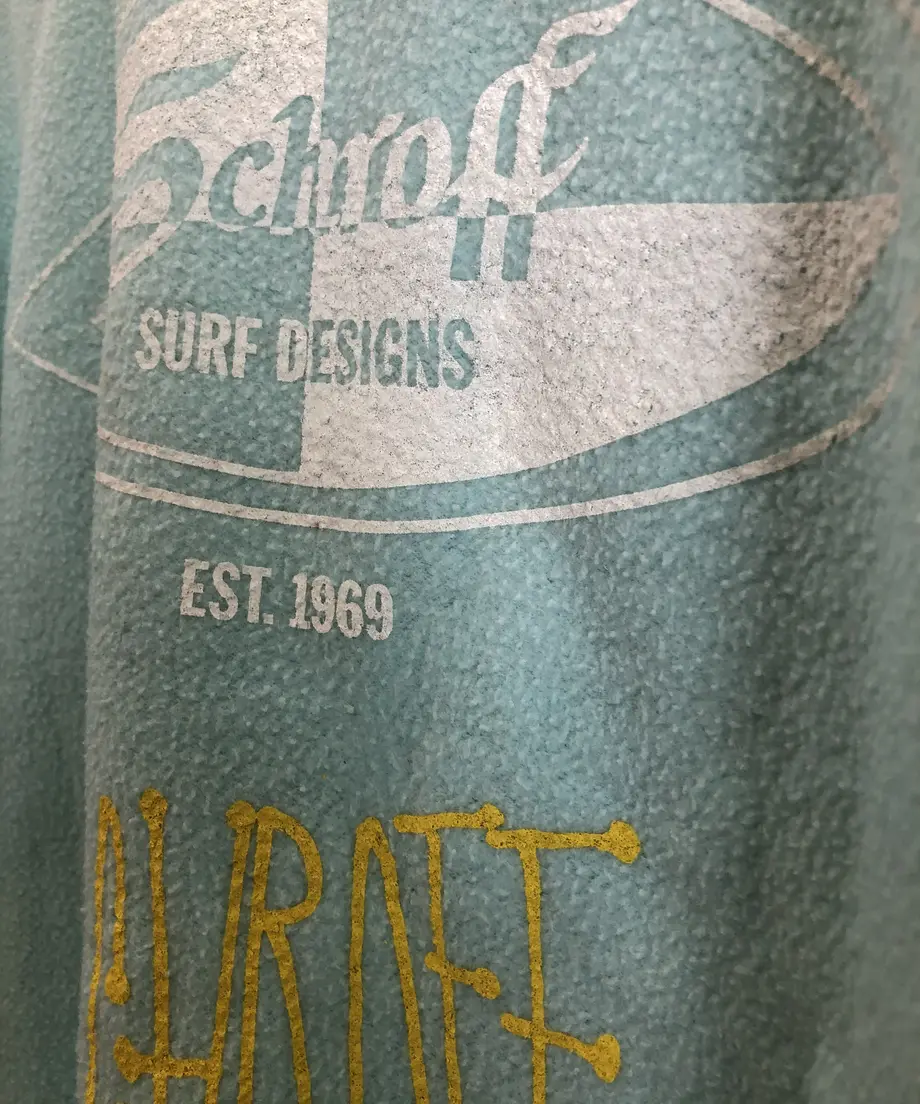 Schroff
SURF DESIGNS
EST. 1969